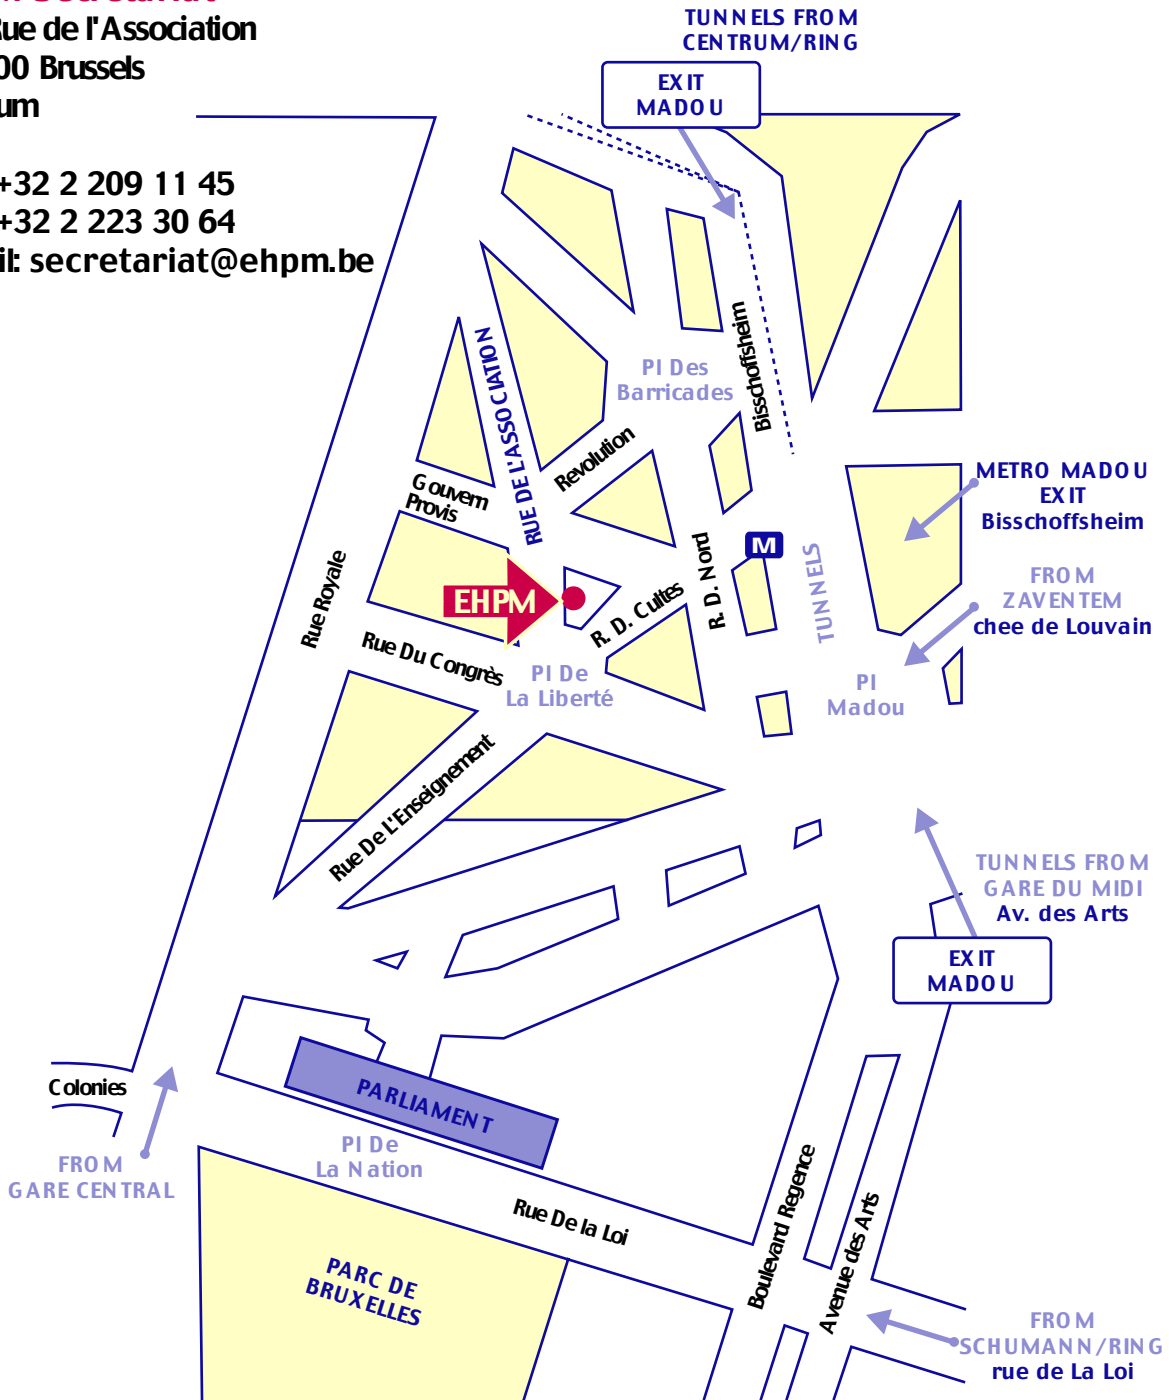 TUNNELS FROM
CENTRUM/RING
EXIT
MADOU
Rue de l'Association
00 Brussels
um
+32 2 209 11 45
+32 2 223 30 64
il: secretariat@ehpm.be
Bisschoffsheim
PI Des
Barricades
RUE DE L'ASSOCIATION
Revolution
Gouvern
Provis
METRO MADOU
EXIT
Bisschoffsheim
M
TUNNELS
R. D. Nord
Rue Royale
EHPM
R. D. Cultes
FROM
ZAVENTEM
chee de Louvain
Rue Du Congrès
PI De
La Liberté
PI
Madou
Rue De L'Enseignement
TUNNELS FROM
GARE DU MIDI
Av. des Arts
EXIT
MADOU
Colonies
PARLIAMENT
PI De
La Nation
FROM
GARE CENTRAL
Rue De la Loi
Boulevard Regence
Avenue des Arts
PARC DE
BRUXELLES
FROM
SCHUMANN/RING
rue de La Loi